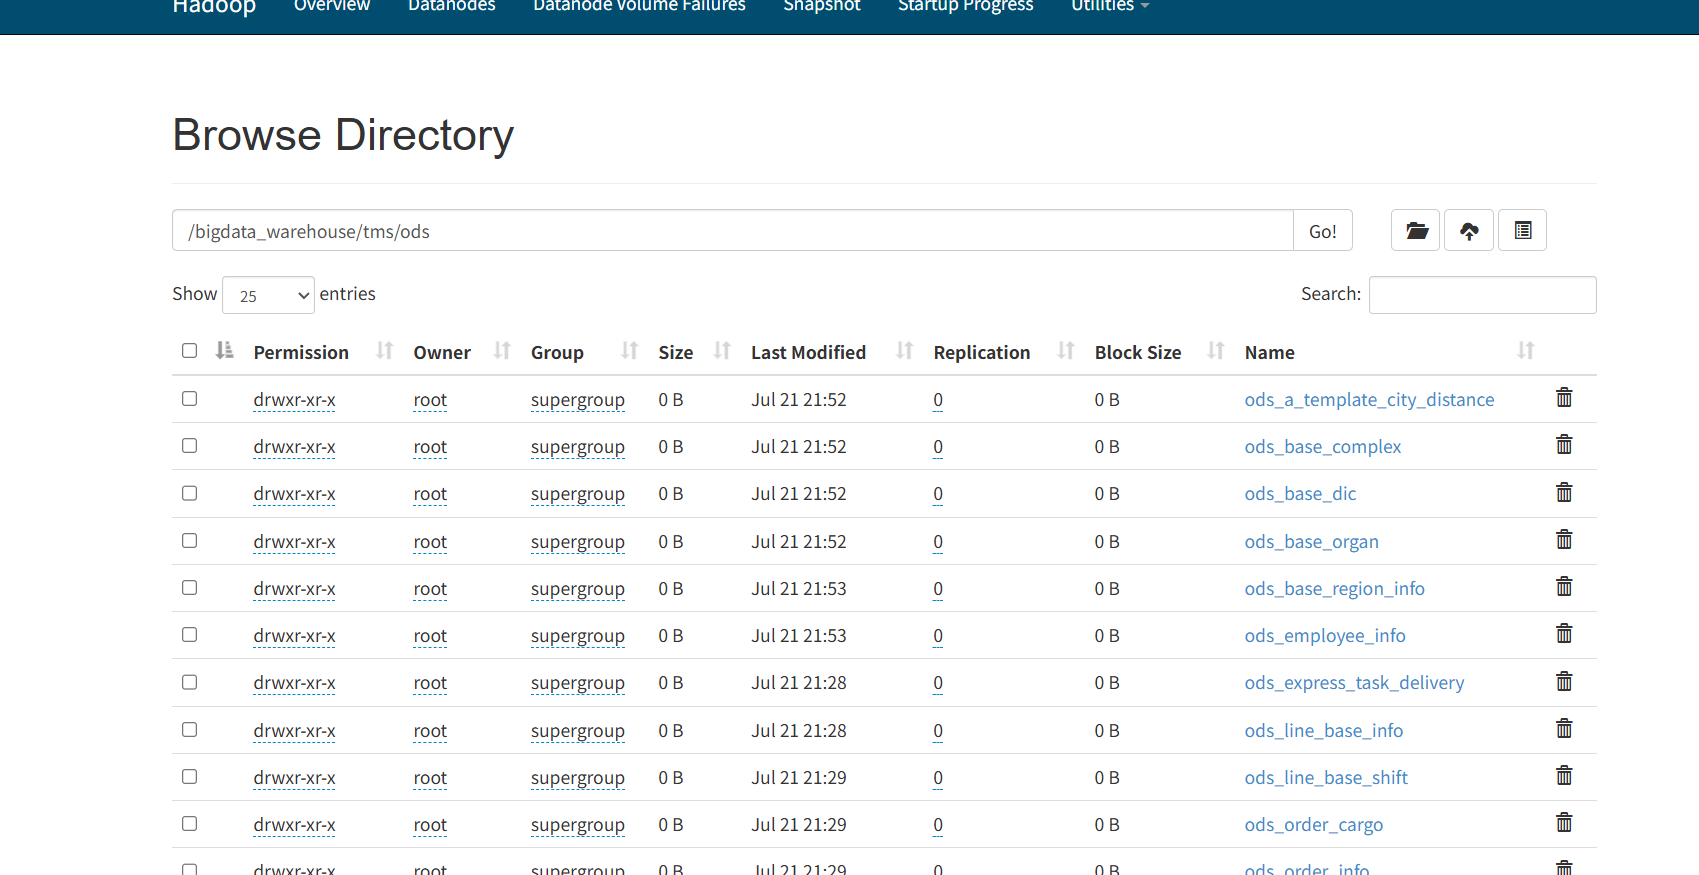 Hadoop Overview Datanodes Datanode Volume Failures Snapshot Startup Progress Utilities
Browse Directory
/bigdata_warehouse/tms/ods Go!
Show 25 entries Search:
Permission Owner Group Size Last Modified Replication Block Size Name
drwxr-xr-x root supergroup 0 B Jul 21 21:52 0 0 B ods_a_template_city_distance
drwxr-xr-x root supergroup 0 B Jul 21 21:52 0 0 B ods_base_complex
drwxr-xr-x root supergroup 0 B Jul 21 21:52 0 0 B ods_base_dic
drwxr-xr-x root supergroup 0 B Jul 21 21:52 0 0 B ods_base_organ
drwxr-xr-x root supergroup 0 B Jul 21 21:53 0 0 B ods_base_region_info
drwxr-xr-x root supergroup 0 B Jul 21 21:53 0 0 B ods_employee_info
drwxr-xr-x root supergroup 0 B Jul 21 21:28 0 0 B ods_express_task_delivery
drwxr-xr-x root supergroup 0 B Jul 21 21:28 0 0 B ods_line_base_info
drwxr-xr-x root supergroup 0 B Jul 21 21:29 0 0 B ods_line_base_shift
drwxr-xr-x root supergroup 0 B Jul 21 21:29 0 0 B ods_order_cargo
drwxr-xr-x root supergroup 0 B Jul 21 21:29 0 0 B ods_order_info